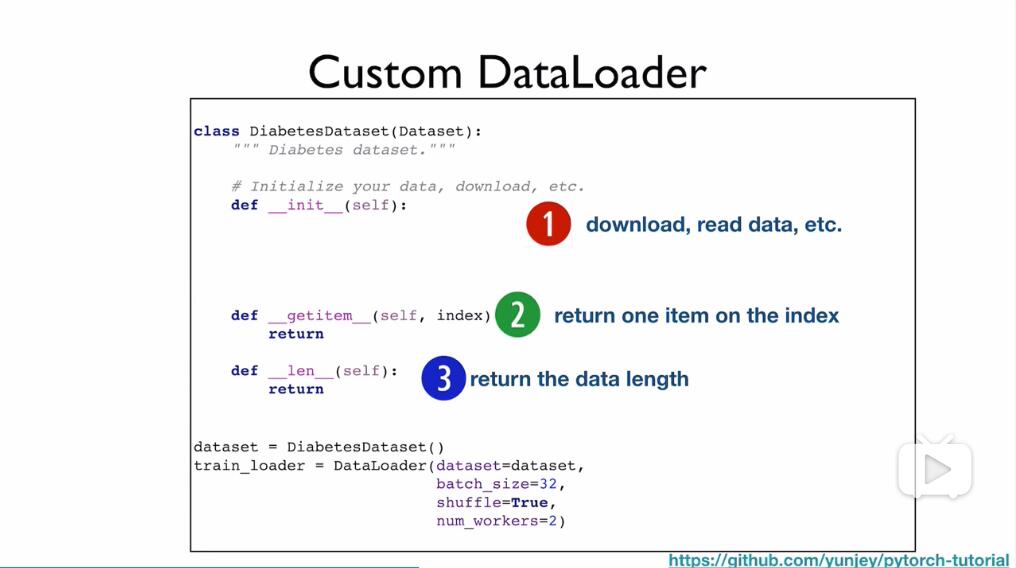 Custom DataLoader
class DiabetesDataset(Dataset):
""" Diabetes dataset."""
# Initialize your data, download, etc.
def __init__(self):
1 download, read data, etc.
def __getitem__(self, index) 2 return one item on the index
return
def __len__(self): 3 return the data length
return
dataset = DiabetesDataset()
train_loader = DataLoader(dataset=dataset,
batch_size=32,
shuffle=True,
num_workers=2)
https://github.com/yunjey/pytorch-tutorial